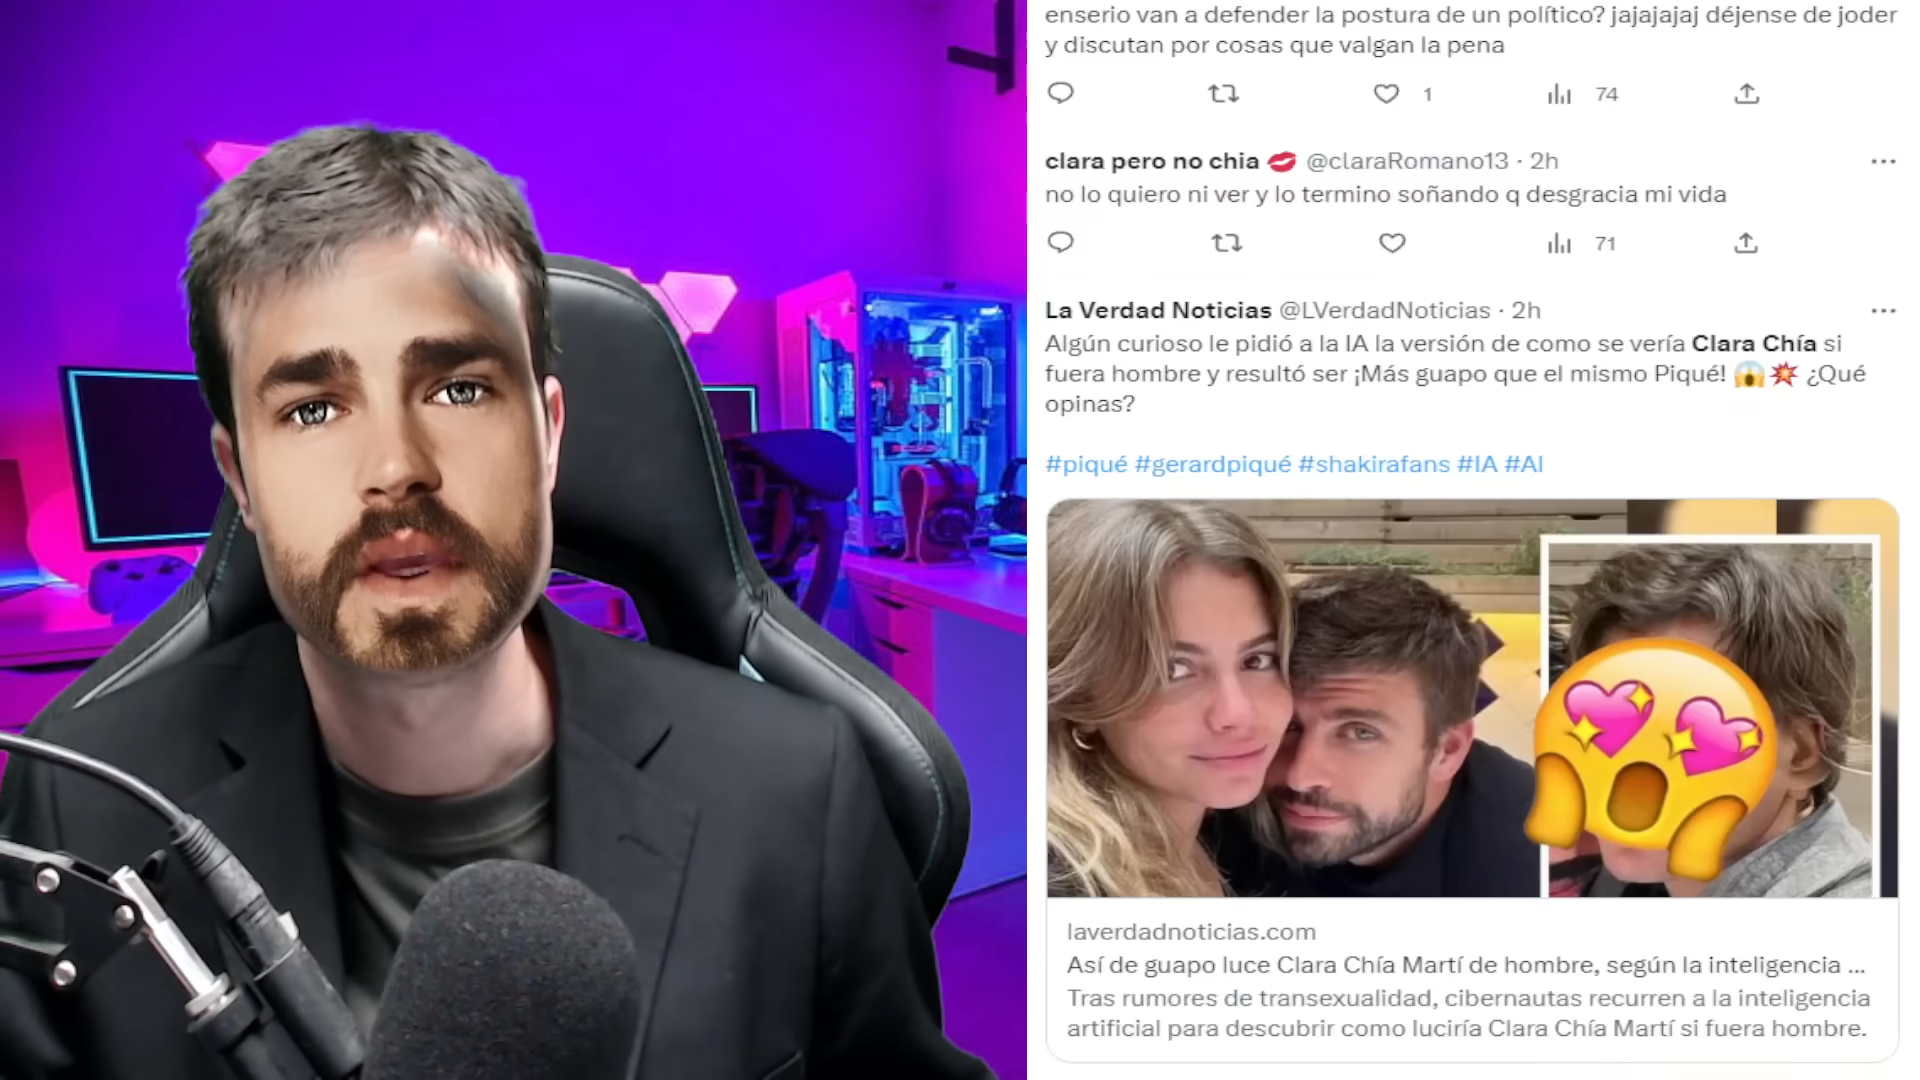 enserio van a defender la postura de un político? jajajajaj déjense de joder
y discutan por cosas que valgan la pena
1
74
clara pero no chia 💋 @claraRomano13 · 2h
no lo quiero ni ver y lo termino soñando q desgracia mi vida
71
La Verdad Noticias @LVerdadNoticias · 2h
Algún curioso le pidió a la IA la versión de como se vería Clara Chía si
fuera hombre y resultó ser ¡Más guapo que el mismo Piqué! 😱💥 ¿Qué
opinas?
#piqué #gerardpiqué #shakirafans #IA #AI
laverdadnoticias.com
Así de guapo luce Clara Chía Martí de hombre, según la inteligencia ...
Tras rumores de transexualidad, cibernautas recurren a la inteligencia
artificial para descubrir como luciría Clara Chía Martí si fuera hombre.